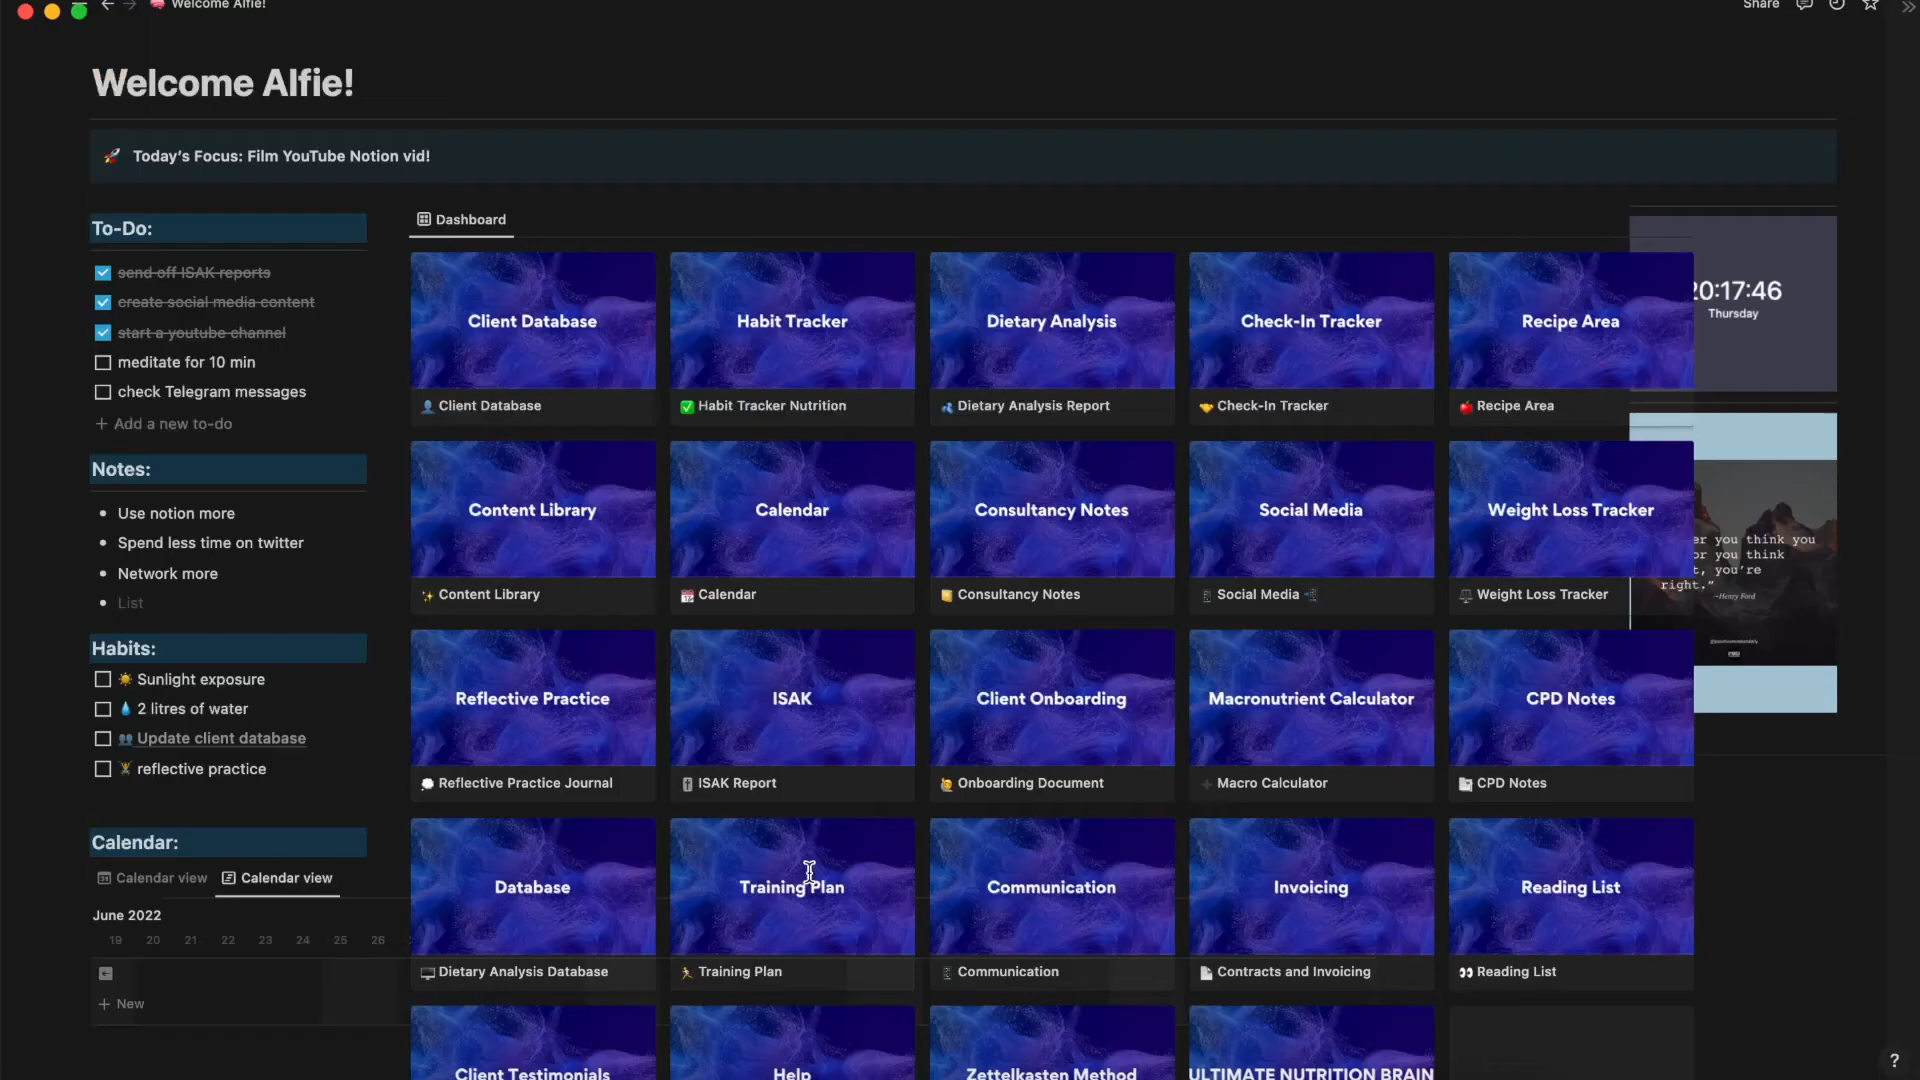 Welcome Alfie!
Share
Welcome Alfie!
Today's Focus: Film YouTube Notion vid!
To-Do:
send off ISAK reports
create social media content
start a youtube channel
meditate for 10 min
check Telegram messages
+ Add a new to-do
Notes:
Use notion more
Spend less time on twitter
Network more
List
Habits:
Sunlight exposure
2 litres of water
Update client database
reflective practice
Calendar:
Calendar view
Calendar view
June 2022
19 20 21 22 23 24 25 26
+ New
Dashboard
Client Database
Habit Tracker
Dietary Analysis
Check-In Tracker
Recipe Area
Client Database
Habit Tracker Nutrition
Dietary Analysis Report
Check-In Tracker
Recipe Area
Content Library
Calendar
Consultancy Notes
Social Media
Weight Loss Tracker
Content Library
Calendar
Consultancy Notes
Social Media
Weight Loss Tracker
Reflective Practice
ISAK
Client Onboarding
Macronutrient Calculator
CPD Notes
Reflective Practice Journal
ISAK Report
Onboarding Document
Macro Calculator
CPD Notes
Database
Training Plan
Communication
Invoicing
Reading List
Dietary Analysis Database
Training Plan
Communication
Contracts and Invoicing
Reading List
Client Testimonials
Help
Zettelkasten Method
ULTIMATE NUTRITION BRAIN
20:17:46
Thursday
you think you
or you think
you're
right."
-Henry Ford
?